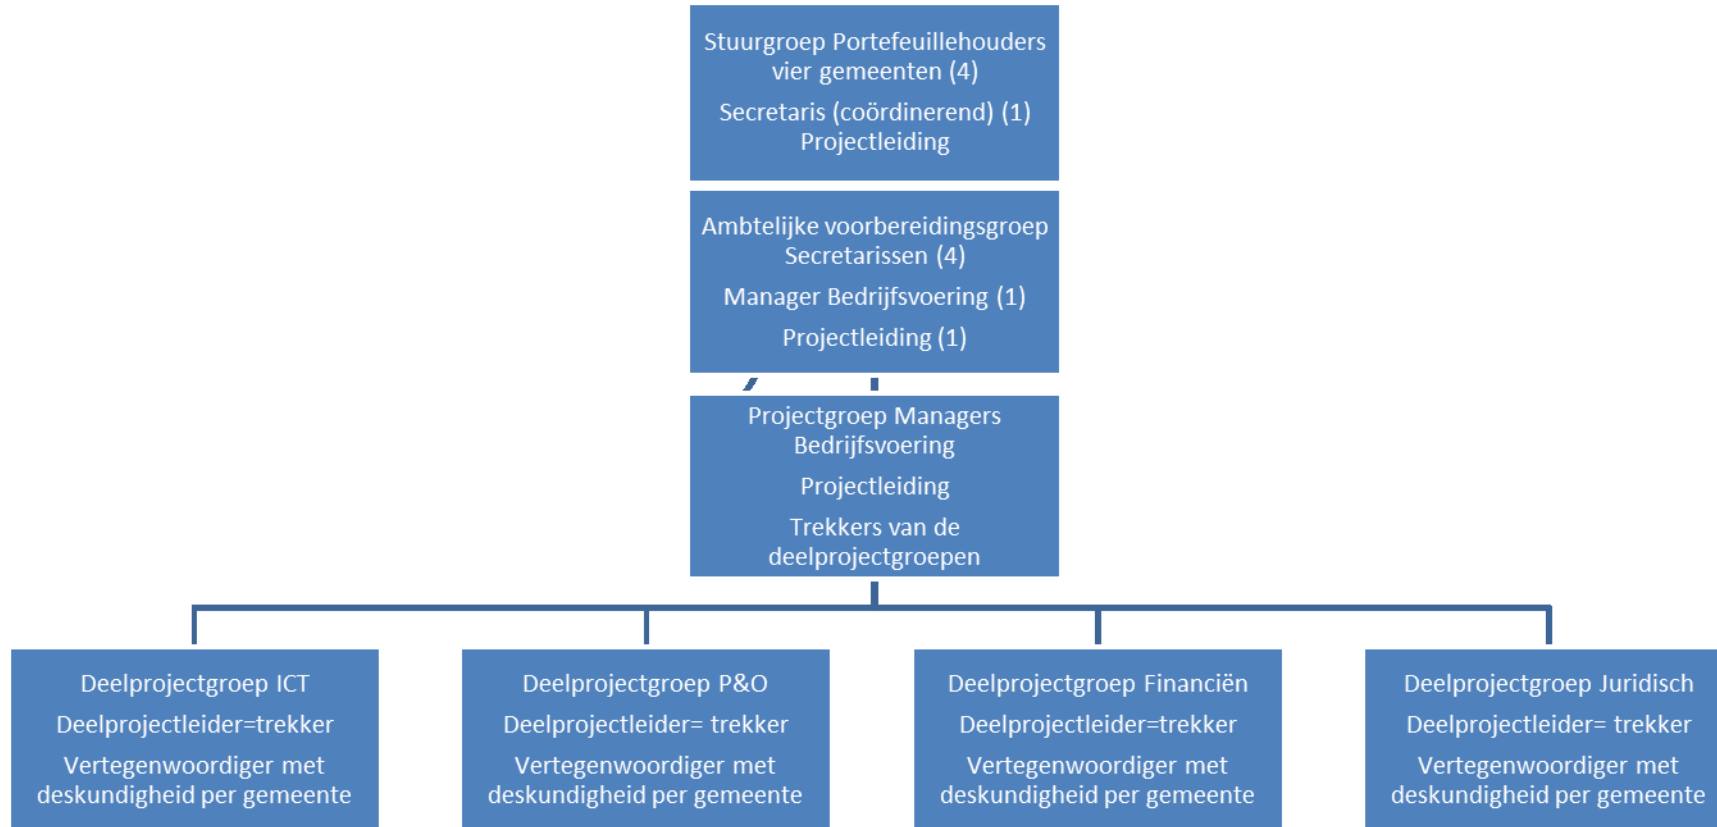 Stuurgroep Portefeuillehouders
vier gemeenten (4)
Secretaris (coördinerend) (1)
Projectleiding
Ambtelijke voorbereidingsgroep
Secretarissen (4)
Manager Bedrijfsvoering (1)
Projectleiding (1)
Projectgroep Managers
Bedrijfsvoering
Projectleiding
Trekkers van de
deelprojectgroepen
Deelprojectgroep ICT
Deelprojectleider=trekker
Vertegenwoordiger met
deskundigheid per gemeente
Deelprojectgroep P&O
Deelprojectleider= trekker
Vertegenwoordiger met
deskundigheid per gemeente
Deelprojectgroep Financiën
Deelprojectleider=trekker
Vertegenwoordiger met
deskundigheid per gemeente
Deelprojectgroep Juridisch
Deelprojectleider= trekker
Vertegenwoordiger met
deskundigheid per gemeente